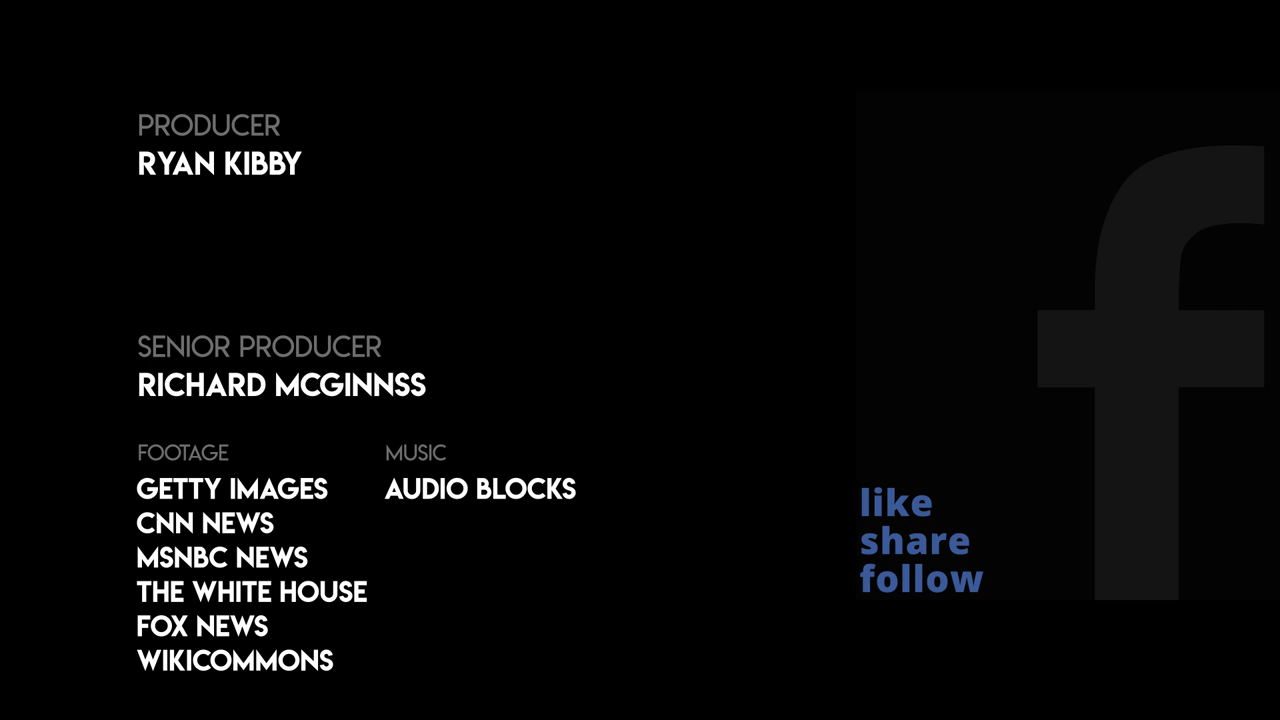 PRODUCER
RYAN KIBBY
SENIOR PRODUCER
RICHARD MCGINNSS
FOOTAGE
GETTY IMAGES
CNN NEWS
MSNBC NEWS
THE WHITE HOUSE
FOX NEWS
WIKICOMMONS
MUSIC
AUDIO BLOCKS
like
share
follow
f